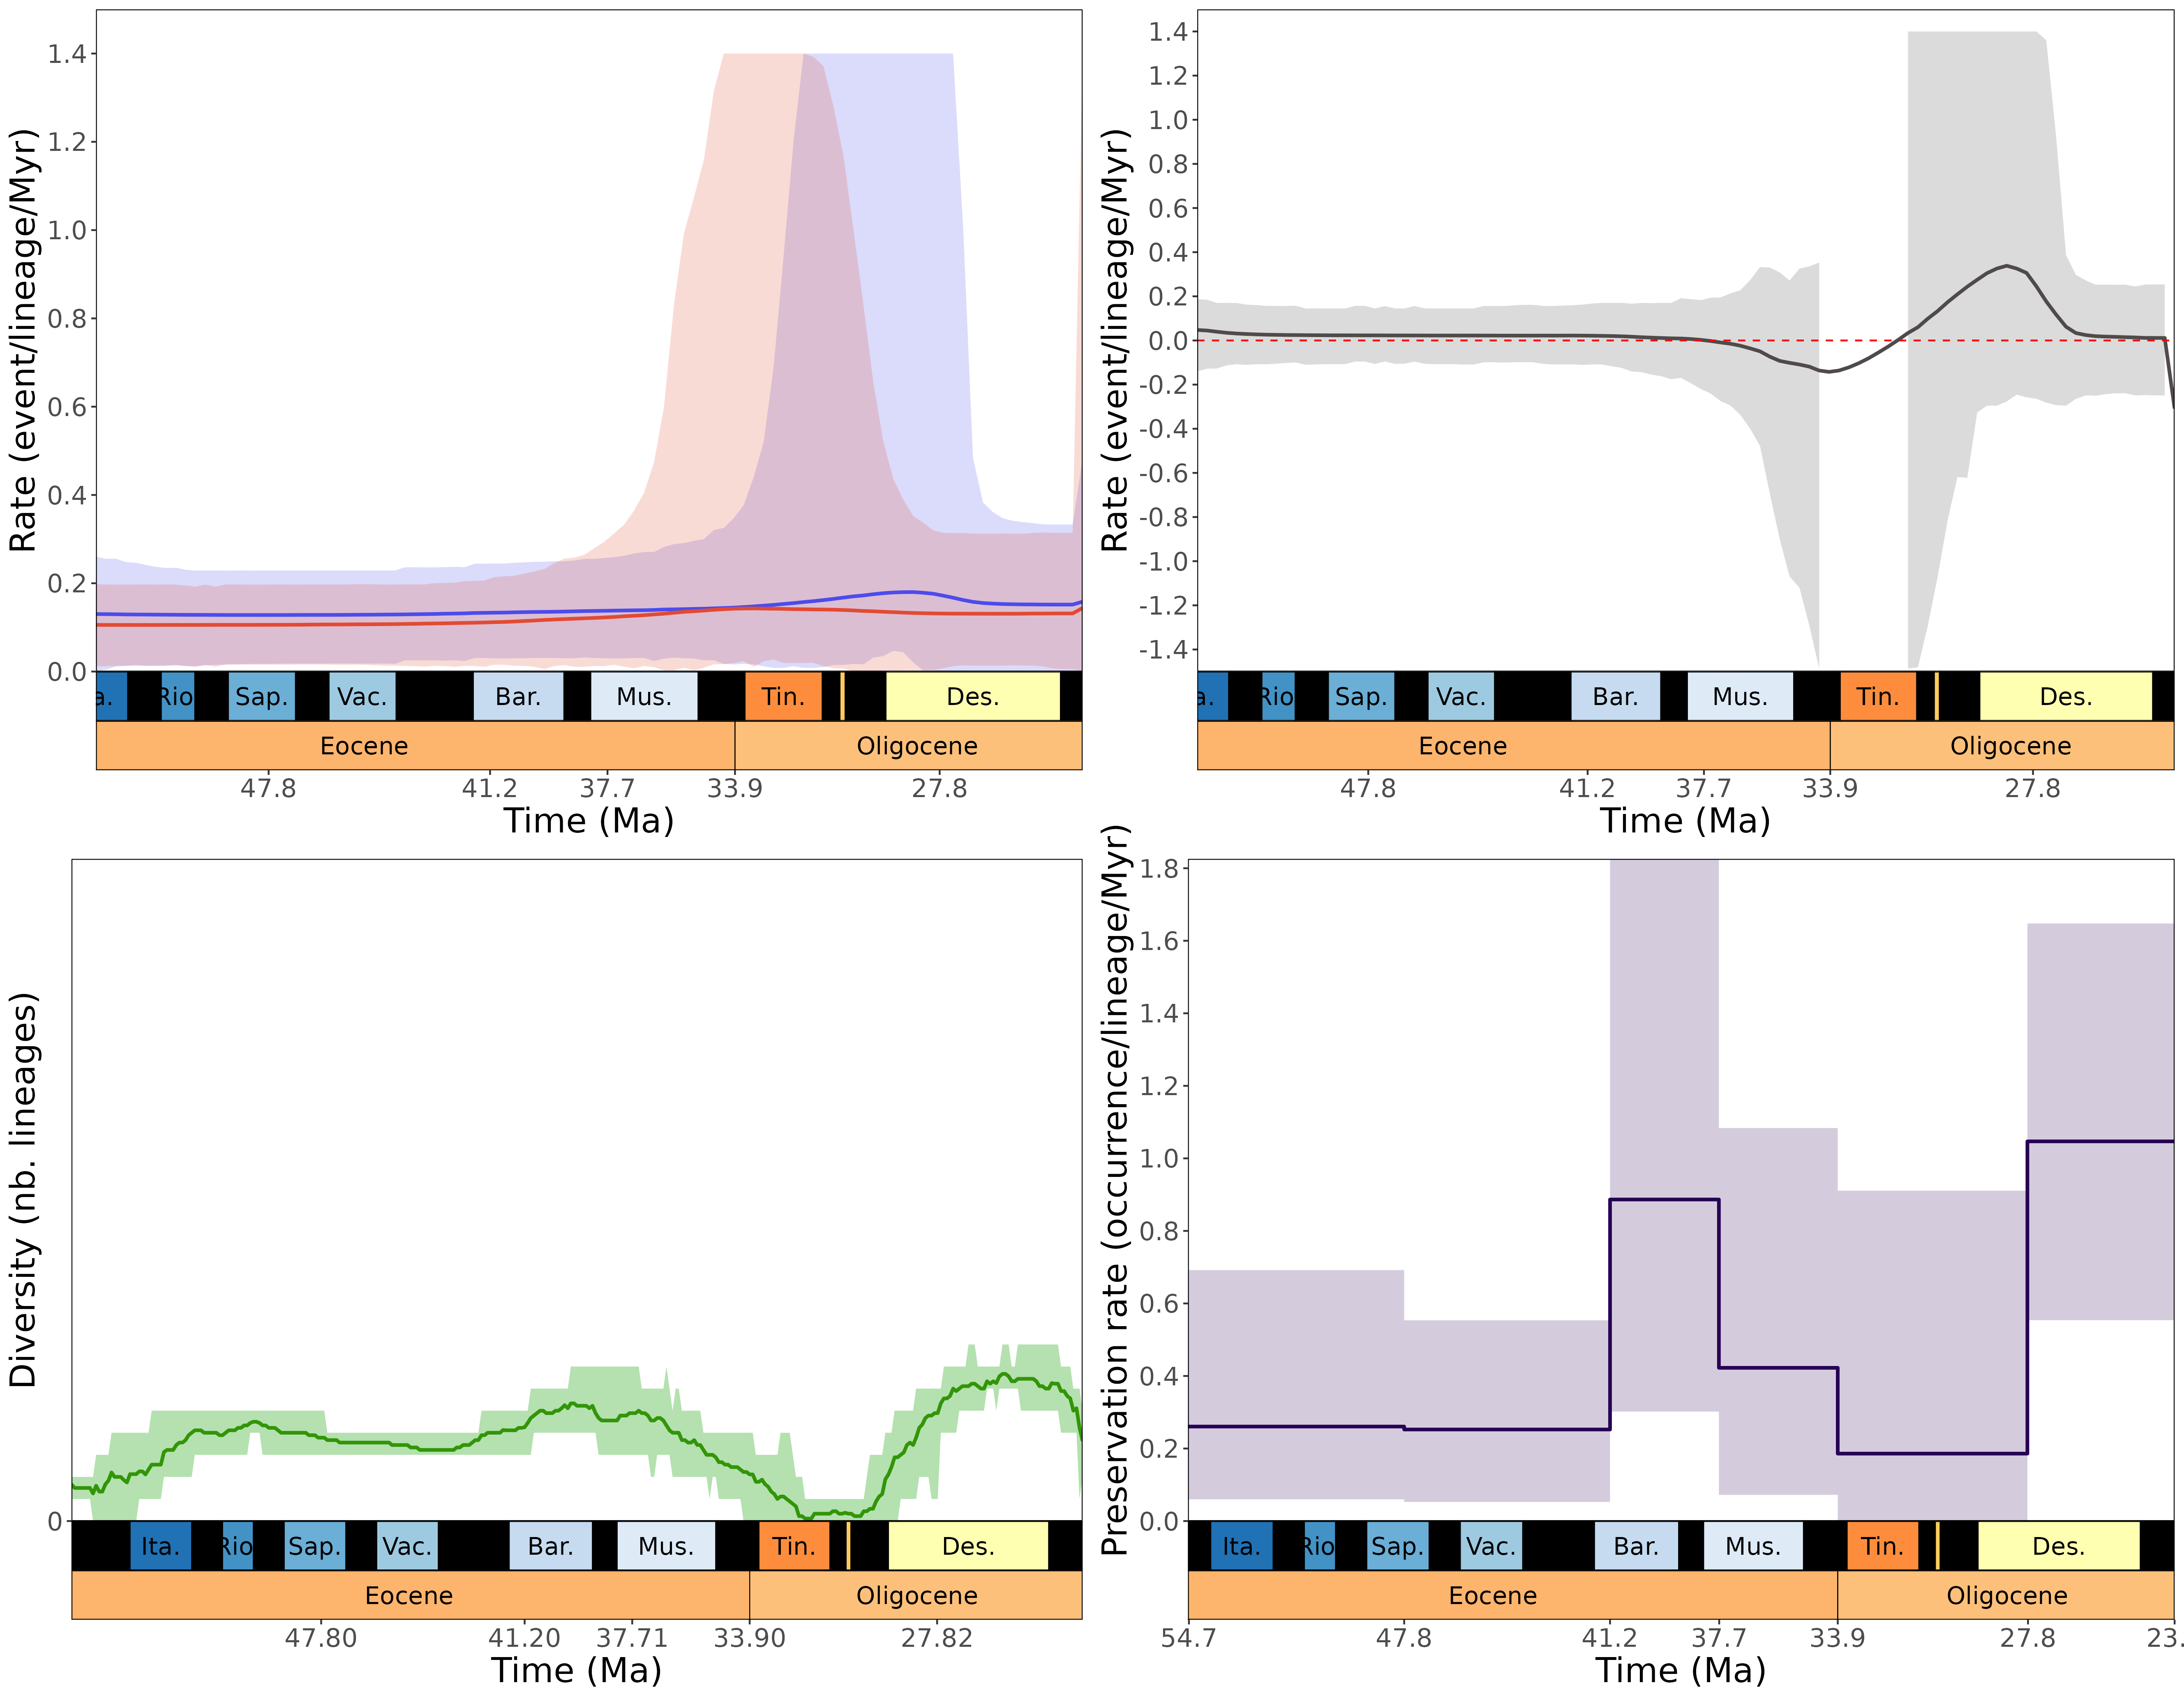 Rate (event/lineage/Myr)
1.4
1.2
1.0
0.8
0.6
0.4
0.2
0.0
a. Rio Sap. Vac. Bar. Mus. Tin. Des.
Eocene Oligocene
47.8 41.2 37.7 33.9 27.8
Time (Ma)
Rate (event/lineage/Myr)
1.4
1.2
1.0
0.8
0.6
0.4
0.2
0.0
-0.2
-0.4
-0.6
-0.8
-1.0
-1.2
-1.4
a. Rio Sap. Vac. Bar. Mus. Tin. Des.
Eocene Oligocene
47.8 41.2 37.7 33.9 27.8
Time (Ma)
Diversity (nb. lineages)
0
Ita. Rio Sap. Vac. Bar. Mus. Tin. Des.
Eocene Oligocene
47.80 41.20 37.71 33.90 27.82
Time (Ma)
Preservation rate (occurrence/lineage/Myr)
1.8
1.6
1.4
1.2
1.0
0.8
0.6
0.4
0.2
0.0
Ita. Rio Sap. Vac. Bar. Mus. Tin. Des.
Eocene Oligocene
54.7 47.8 41.2 37.7 33.9 27.8 23.
Time (Ma)